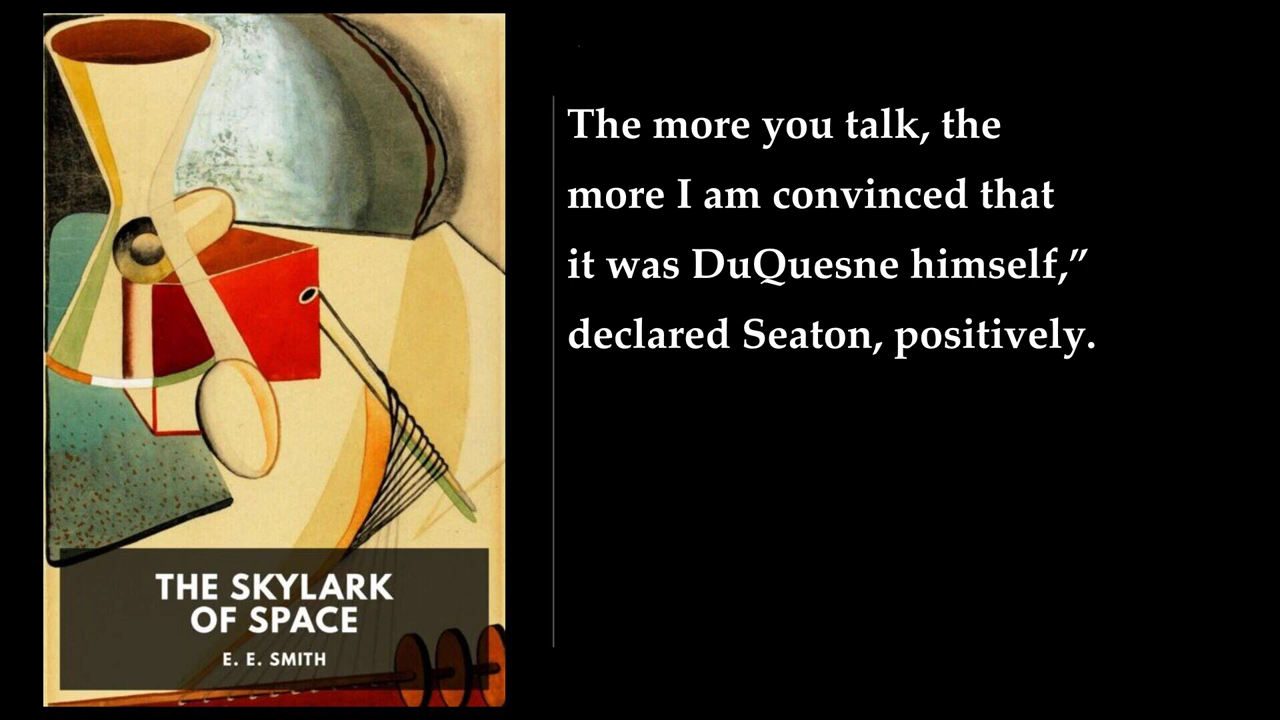 THE SKYLARK
OF SPACE
E. E. SMITH
The more you talk, the
more I am convinced that
it was DuQuesne himself,”
declared Seaton, positively.